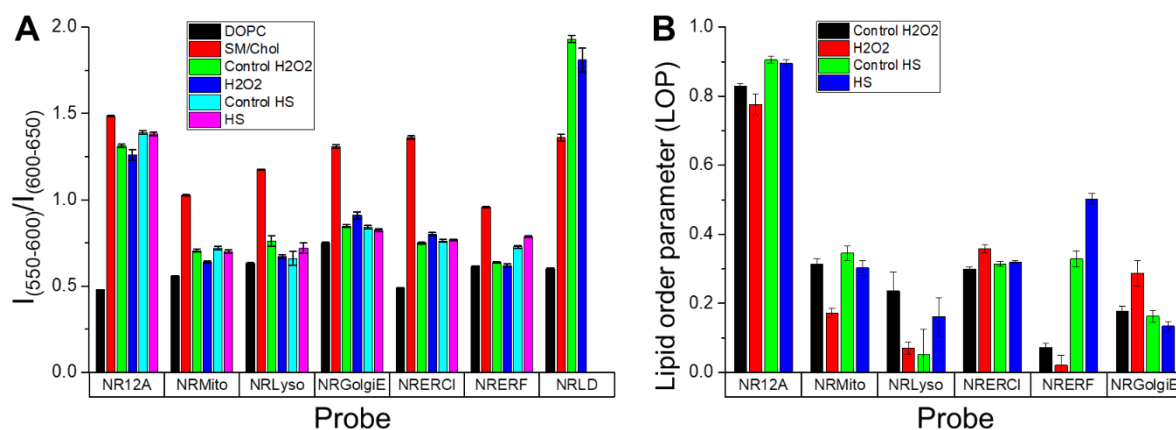 A
DOPC
SM/Chol
Control H2O2
H2O2
Control HS
HS
I(550-600)/I(600-650)
2.0
1.5
1.0
0.5
0.0
NR12A NRMito NRLyso NRGolgiE NRERCl NRERF NRLD
Probe
B
Control H2O2
H2O2
Control HS
HS
Lipid order parameter (LOP)
1.0
0.8
0.6
0.4
0.2
0.0
NR12A NRMito NRLyso NRERCl NRERF NRGolgiE
Probe